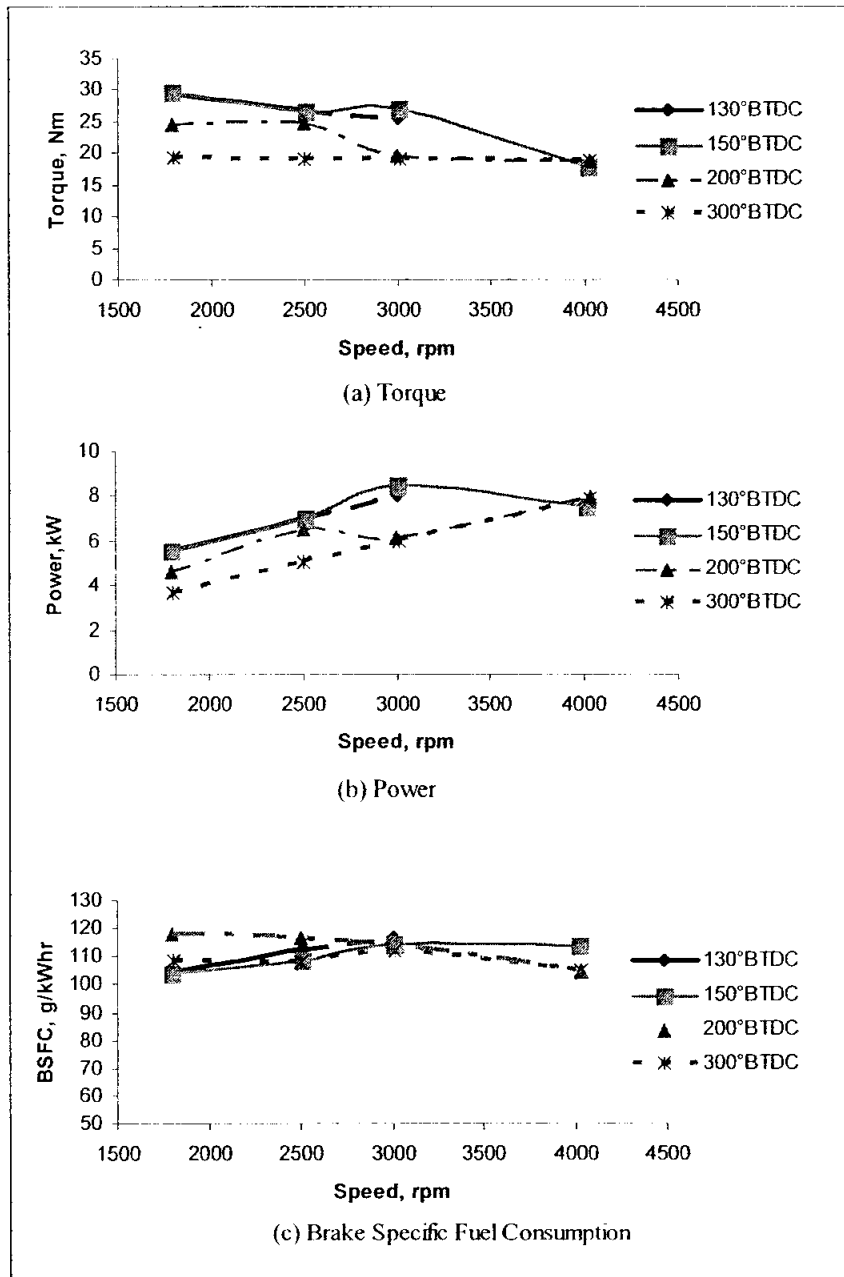 35
30
25
20
15
10
5
0
Torque, Nm
1500 2000 2500 3000 3500 4000 4500
Speed, rpm
130°BTDC
150°BTDC
200°BTDC
300°BTDC
(a) Torque
10
8
6
4
2
0
Power,kW
1500 2000 2500 3000 3500 4000 4500
Speed, rpm
130°BTDC
150°BTDC
200°BTDC
300°BTDC
(b) Power
130
120
110
100
90
80
70
60
50
BSFC, g/kWhr
1500 2000 2500 3000 3500 4000 4500
Speed, rpm
130°BTDC
150°BTDC
200°BTDC
300°BTDC
(c) Brake Specific Fuel Consumption